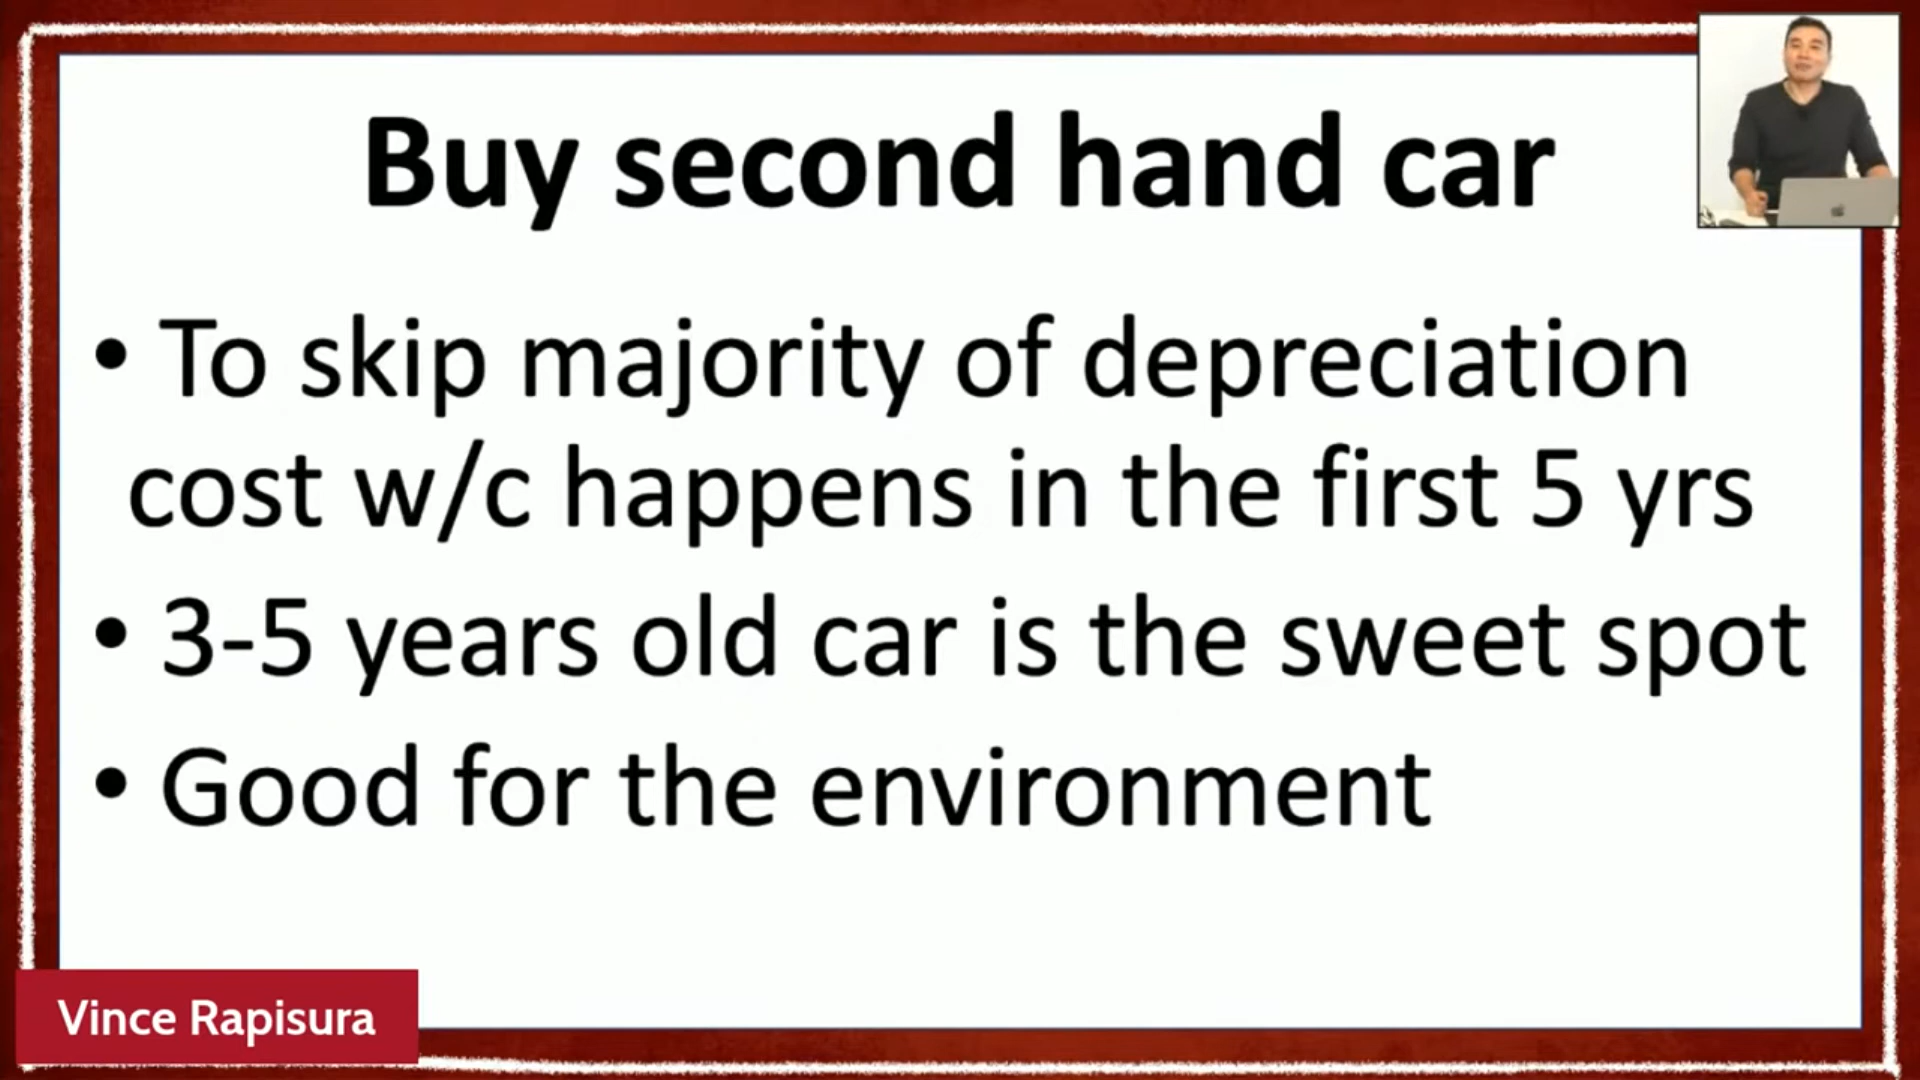 Buy second hand car
• To skip majority of depreciation
cost w/c happens in the first 5 yrs
• 3-5 years old car is the sweet spot
• Good for the environment
Vince Rapisura